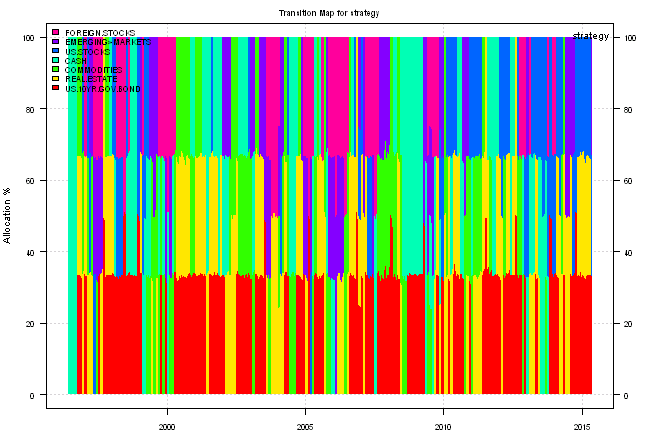 Transition Map for strategy
strategy
FOREIGN.STOCKS
EMERGING>MARKETS
US.STOCKS
CASH
COMMODITIES
REAL.ESTATE
US.10YR.GOV.BOND
Allocation %
100
80
60
40
20
0
100
80
60
40
20
0
2000 2005 2010 2015